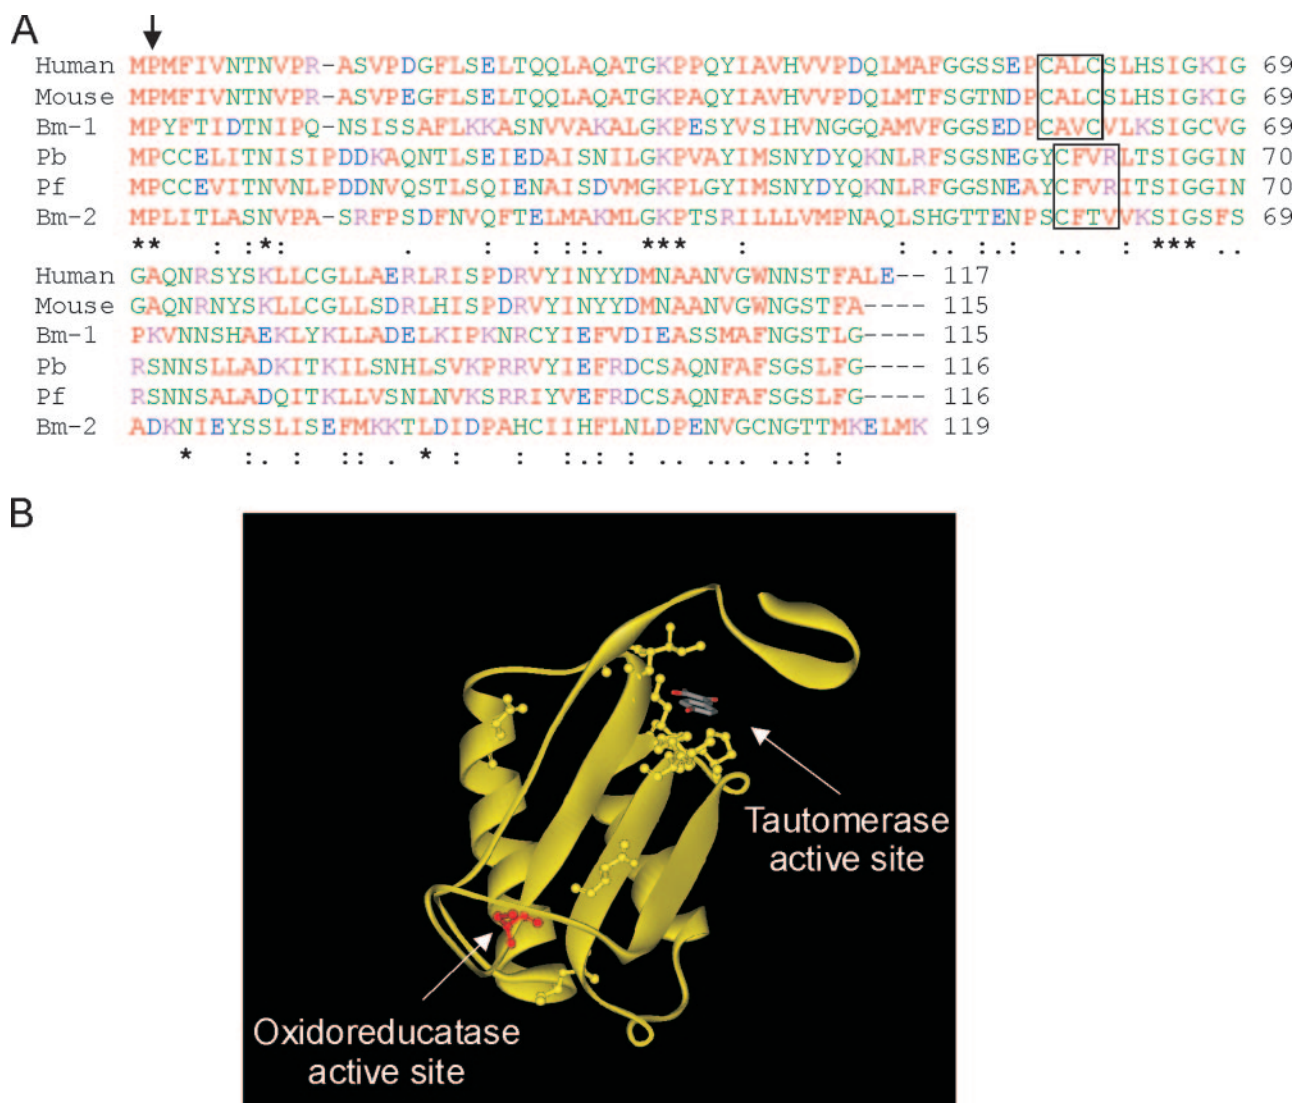 A
Human MPMFIVNTNVPR-ASVPDGFLSELTQQLAQATGKPPQYIAVHVVPDQLMAFGGSSEPCALCSLHSIGKIG 69
Mouse MPMFIVNTNVPR-ASVPEGFLSELTQQLAQATGKPAQYIAVHVVPDQLMTFSGTNDPCALCSLHSIGKIG 69
Bm-1 MPYFTIDTNIPQ-NSISSAFLKKASNVVAKALGKPESYVSIHVNGGQAMVFGGSEDPCAVCVLKSIGCVG 69
Pb MPCCELITNISIPDDKAQNTLSEIEDAISNILGKPVAYIMSNYDYQKNLRFSGSNEGYCFVRLTSIGGIN 70
Pf MPCCEVITNVNLPDDNVQSTLSQIENAISDVMGKPLGYIMSNYDYQKNLRFGGSNEAYCFVRITSIGGIN 70
Bm-2 MPLITLASNVPA-SRFPSDFNVQFTELMAKMLGKPTSRILLLVMPNAQLSHGTTENPSCFTVVKSIGSFS 69
** : :*: . : : :: . *** : : .. :: . . : *** ..
Human GAQNRSYSKLLCGLLAERLRISPDRVYINYYDMNAANVGWNNSTFALE-- 117
Mouse GAQNRNYSKLLCGLLSDRLHISPDRVYINYYDMNAANVGWNGSTFA---- 115
Bm-1 PKVNNSHAEKLYKLLADELKIPKNRCYIEFVDIEASSMAFNGSTLG---- 115
Pb RSNNSLLADKITKILSNHLSVKPRRVYIEFRDCSAQNFAFSGSLFG---- 116
Pf RSNNSALADQITKLLVSNLNVKSRRIYVEFRDCSAQNFAFSGSLFG---- 116
Bm-2 ADKNIEYSSLISEFMKKTLDIDPAHCIIHFLNLDPENVGCNGTTMKELMK 119
* :. : :: . * : : :: : . ... ..: :
B
Tautomerase
active site
Oxidoreducatase
active site